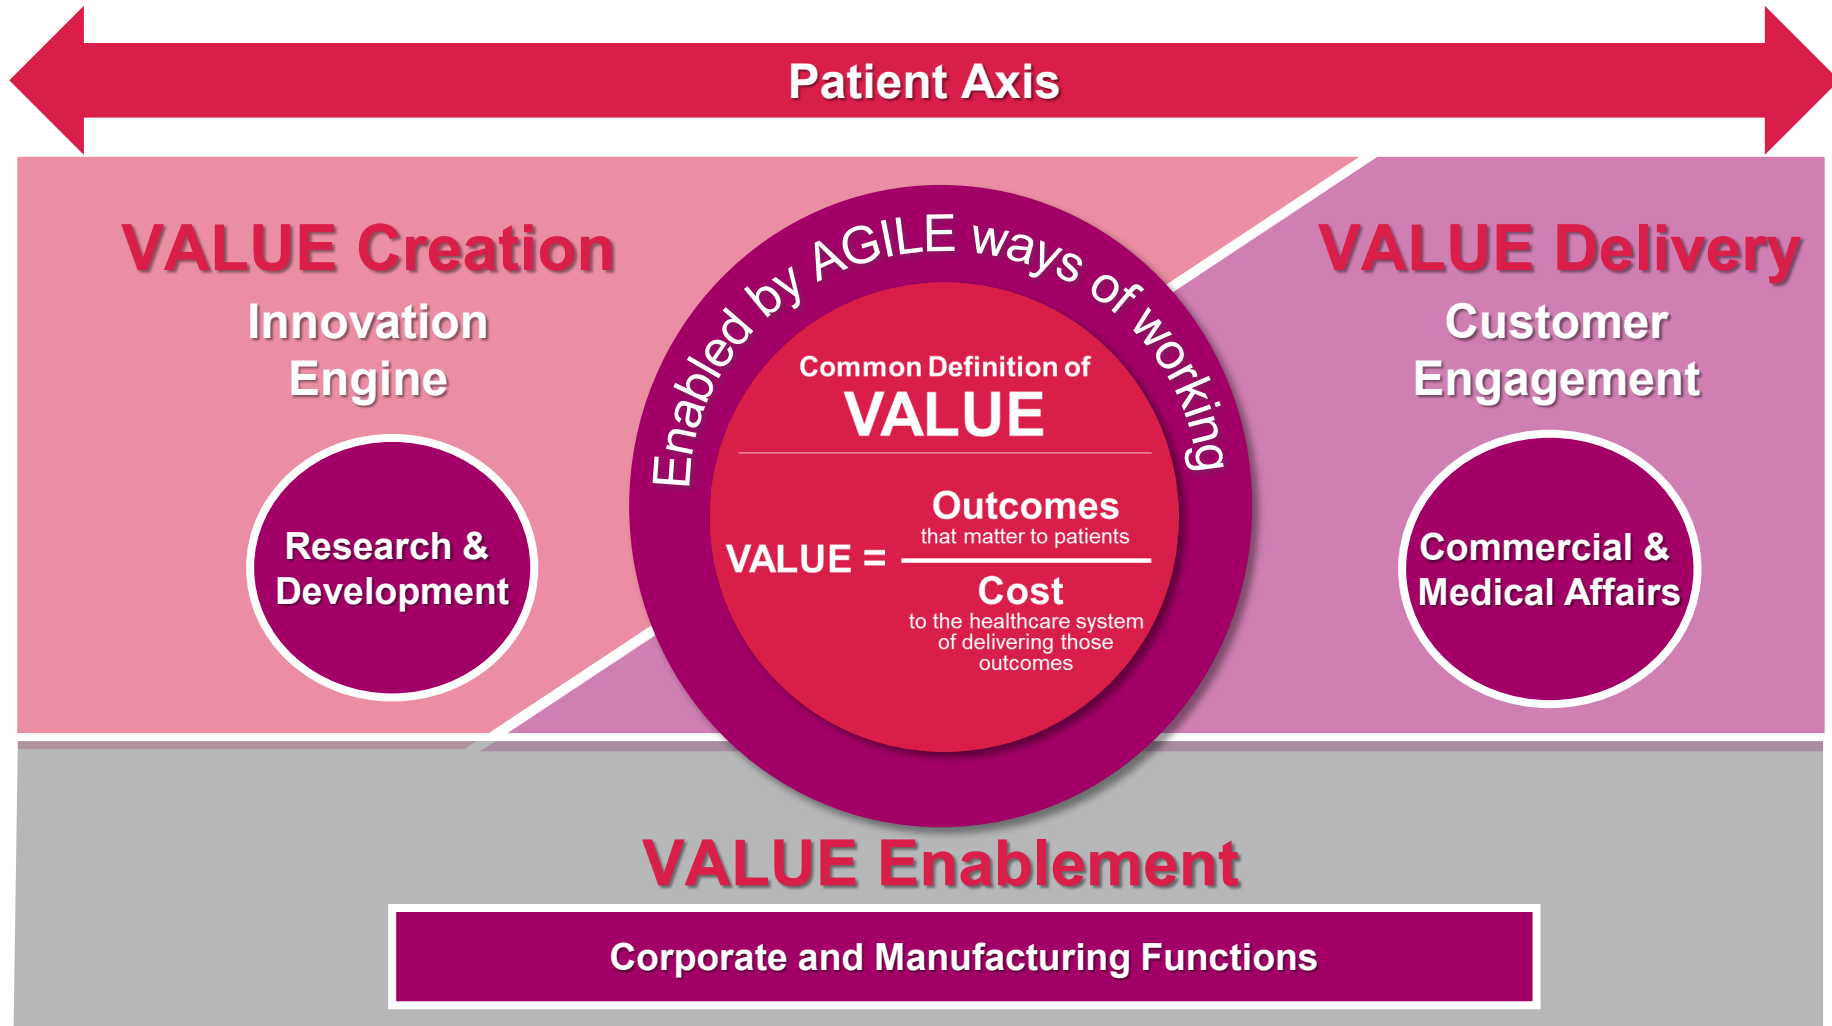 Patient Axis
VALUE Creation
Innovation
Engine
Research &
Development
Enabled by AGILE ways of working
Common Definition of
VALUE
VALUE =
Outcomes
that matter to patients
Cost
to the healthcare system
of delivering those
outcomes
VALUE Delivery
Customer
Engagement
Commercial &
Medical Affairs
VALUE Enablement
Corporate and Manufacturing Functions